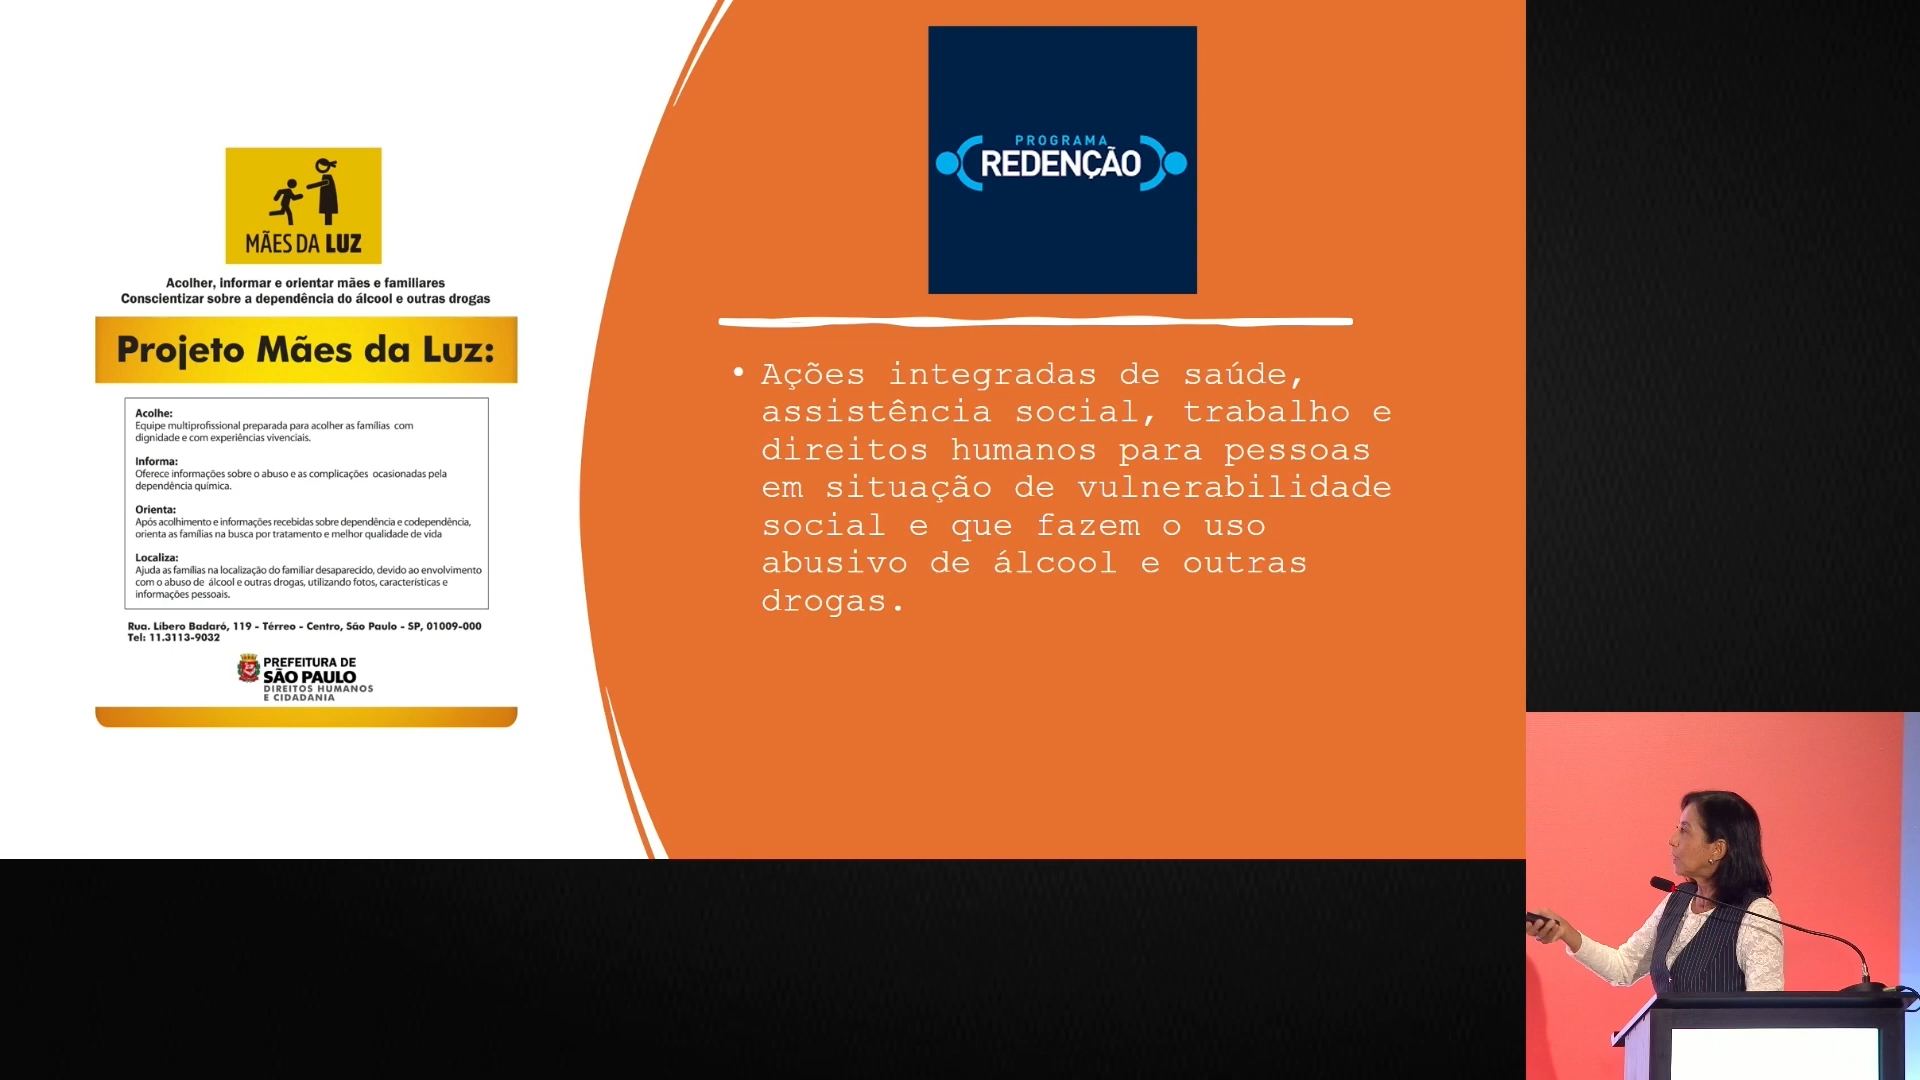 MÃES DA LUZ
Acolher, informar e orientar mães e familiares
Conscientizar sobre a dependência do álcool e outras drogas
Projeto Mães da Luz:
Acolhe:
Equipe multiprofissional preparada para acolher as famílias com
dignidade e com experiências vivenciais.
Informa:
Oferece informações sobre o abuso e as complicações ocasionadas pela
dependência química.
Orienta:
Após acolhimento e informações recebidas sobre dependência e codependência,
orienta as famílias na busca por tratamento e melhor qualidade de vida
Localiza:
Ajuda as famílias na localização do familiar desaparecido, devido ao envolvimento
com o abuso de álcool e outras drogas, utilizando fotos, características e
informações pessoais.
Rua. Líbero Badaró, 119 - Térreo - Centro, São Paulo - SP, 01009-000
Tel: 11.3113-9032
PREFEITURA DE
SÃO PAULO
DIREITOS HUMANOS
E CIDADANIA
PROGRAMA
REDENÇÃO
• Ações integradas de saúde,
assistência social, trabalho e
direitos humanos para pessoas
em situação de vulnerabilidade
social e que fazem o uso
abusivo de álcool e outras
drogas.